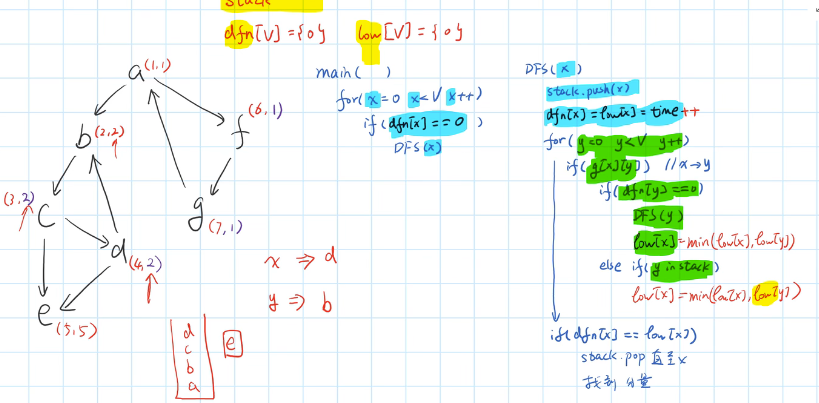 stack
dfn[V]={0} low[V]={0}
main( )
for(x=0 x<V x++)
if(dfn[x]==0 )
DFS(x)
DFS(x)
stack.push(x)
dfn[x]=low[x]=time++
for( y=0 y<V y++)
if(g[x][y]) //x→y
if(dfn[y]==0)
DFS(y)
low[x]=min(low[x],low[y])
else if(y in stack)
low[x]=min(low[x],low[y])
if(dfn[x]==low[x])
stack.pop 直至x
找到 分量
a(1,1)
b(2,2)
f(6,1)
(3,2)
c
g(7,1)
d(4,2)
e(5,5)
x ⇒ d
y ⇒ b
d
c
b
a
e